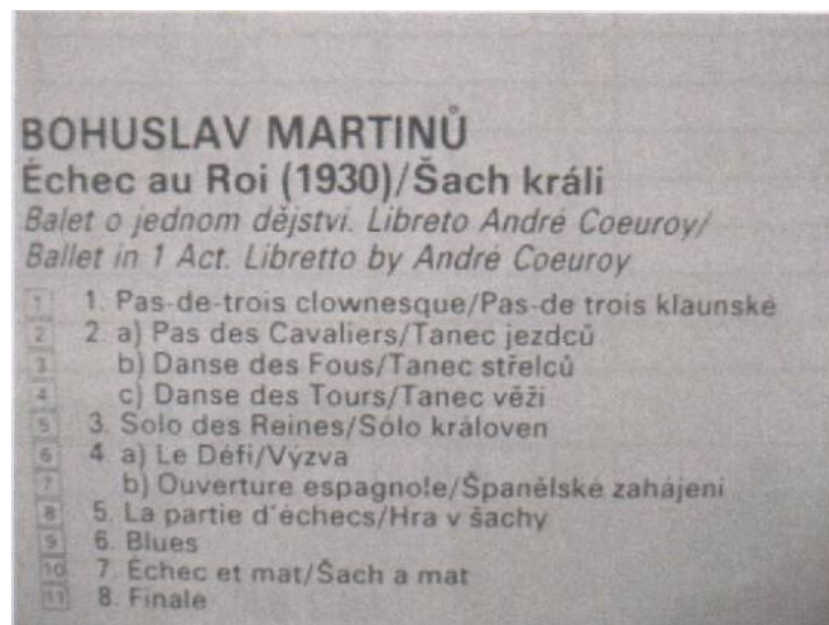 BOHUSLAV MARTINŮ
Échec au Roi (1930)/Šach králi
Balet o jednom dějství. Libreto André Coeuroy/
Ballet in 1 Act. Libretto by André Coeuroy
1 1. Pas-de-trois clownesque/Pas-de trois klaunské
2 2. a) Pas des Cavaliers/Tanec jezdců
3 b) Danse des Fous/Tanec střelců
4 c) Danse des Tours/Tanec věží
5 3. Solo des Reines/Sólo královen
6 4. a) Le Défi/Výzva
7 b) Ouverture espagnole/Španělské zahájení
8 5. La partie d'échecs/Hra v šachy
9 6. Blues
10 7. Échec et mat/Šach a mat
11 8. Finale